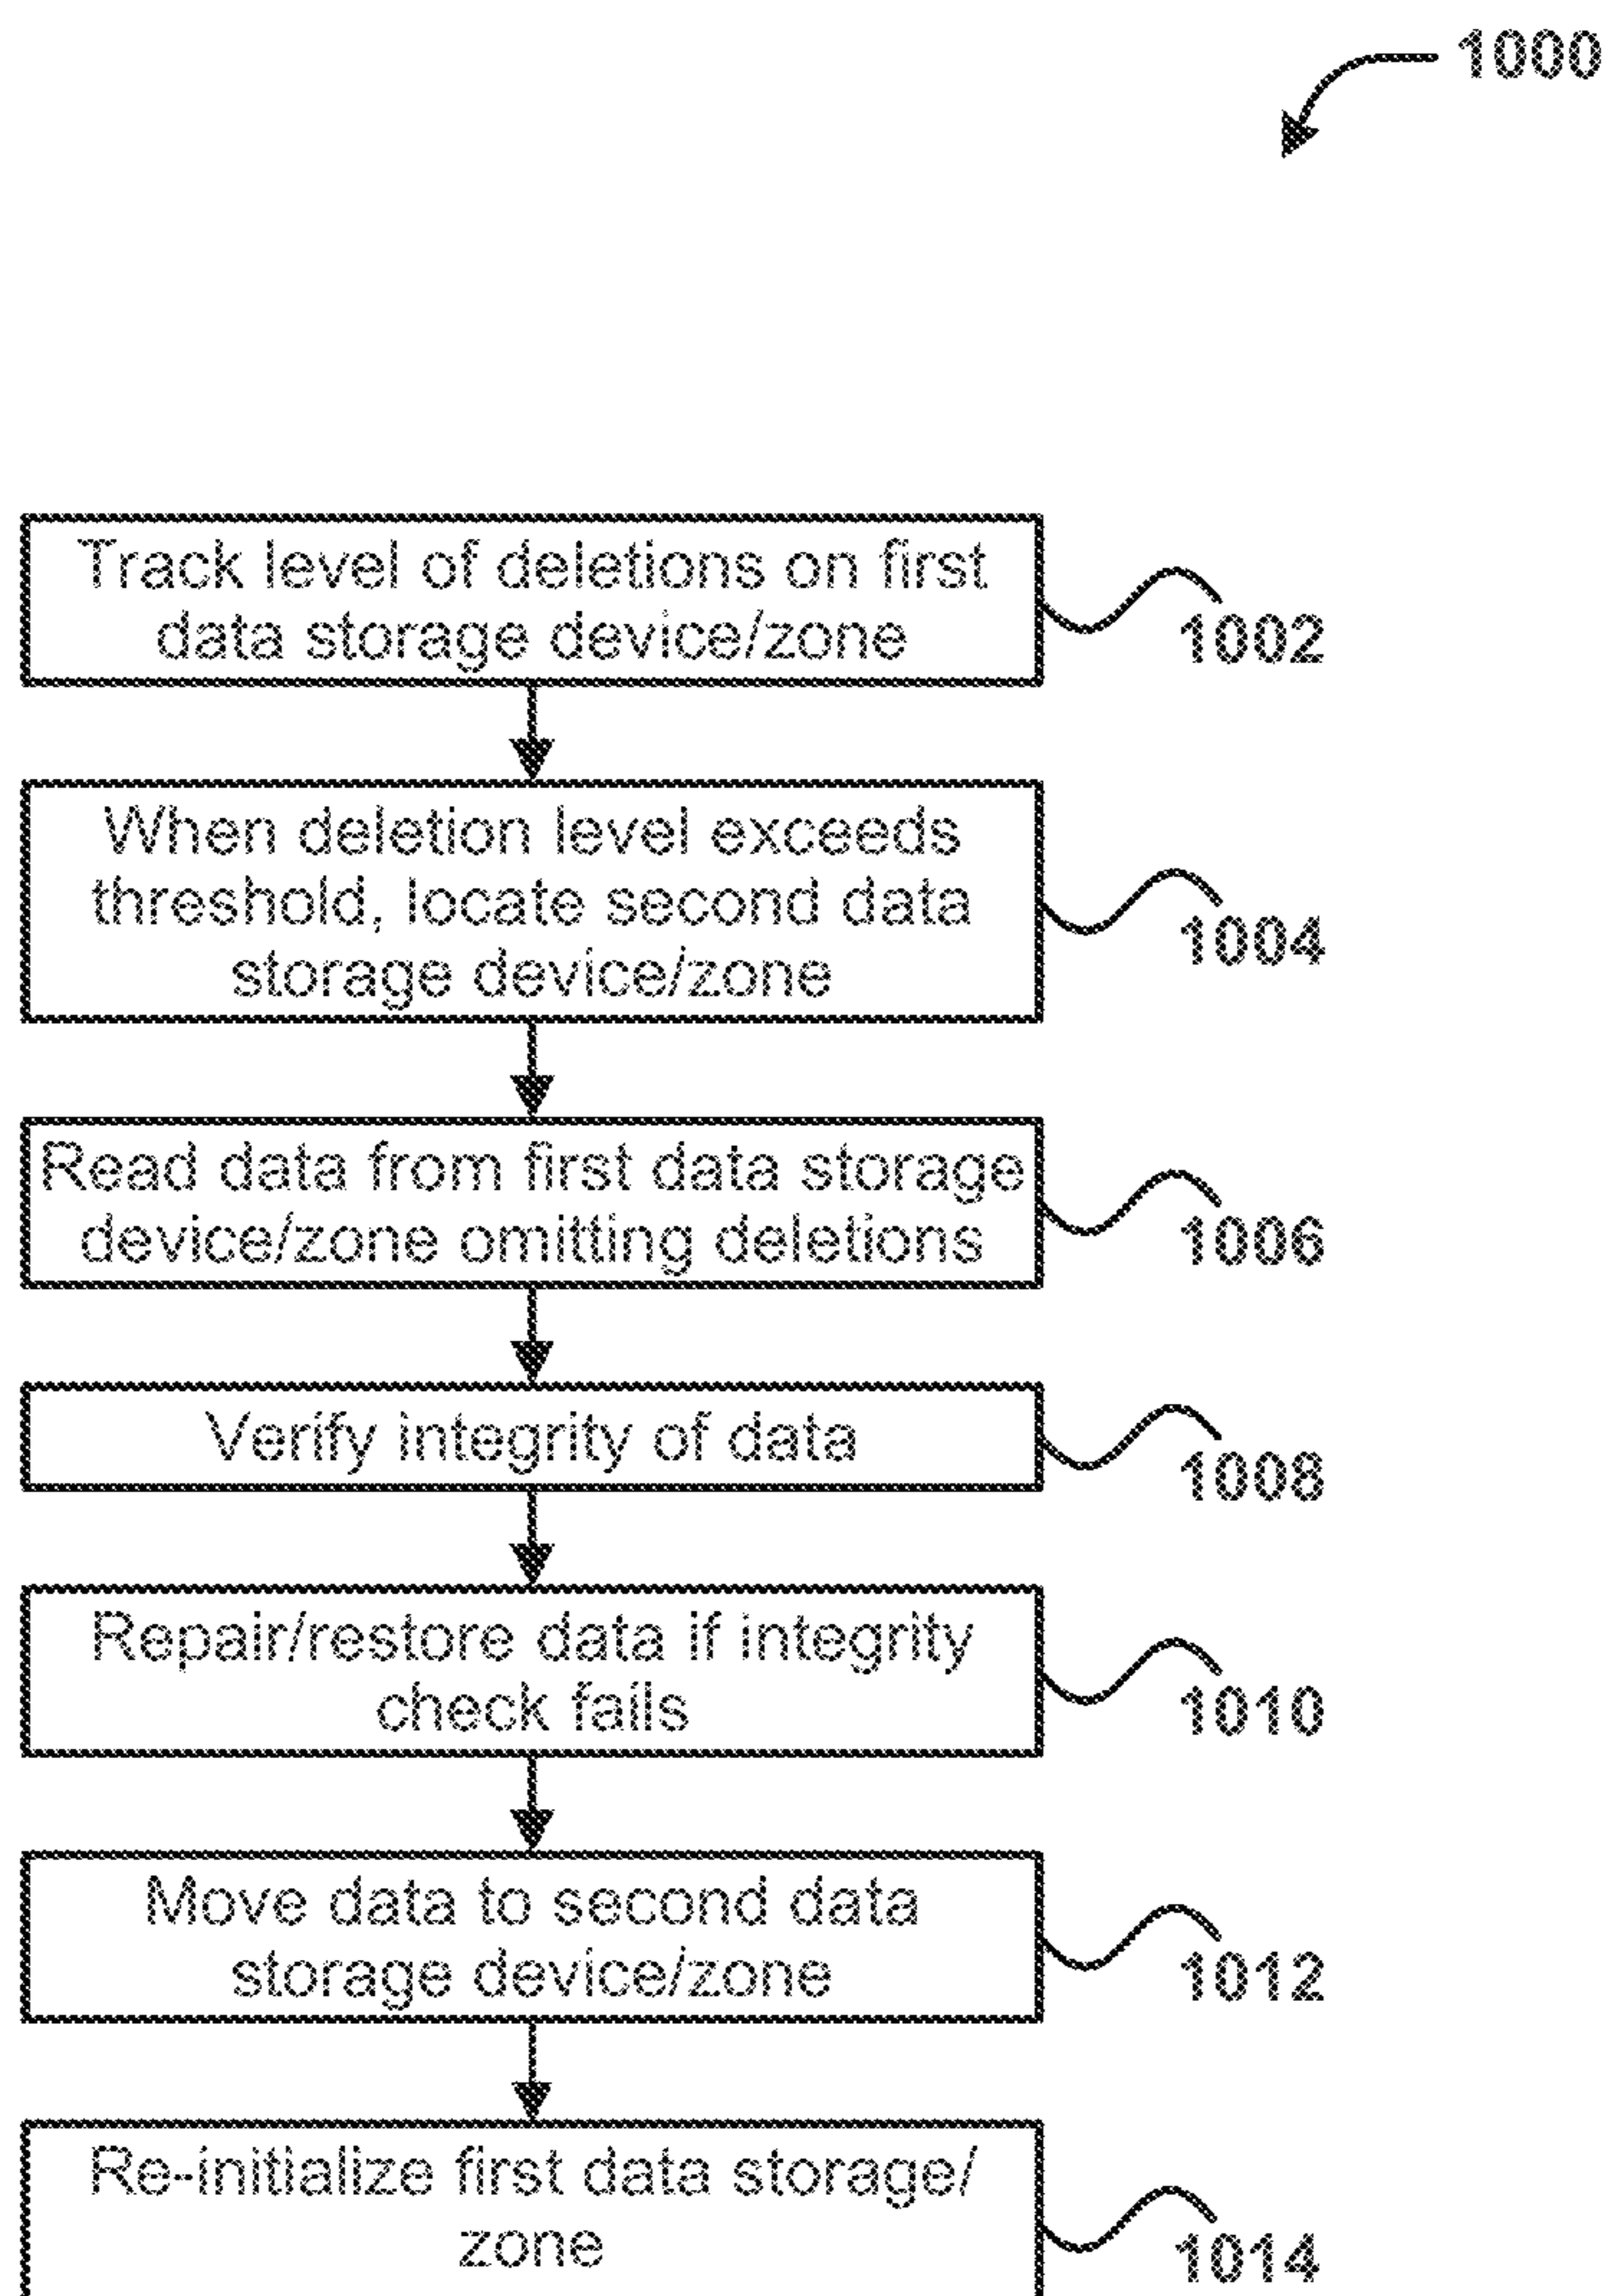 1000
Track level of deletions on first
data storage device/zone
1002
When deletion level exceeds
threshold, locate second data
storage device/zone
1004
Read data from first data storage
device/zone omitting deletions
1006
Verify integrity of data
1008
Repair/restore data if integrity
check fails
1010
Move data to second data
storage device/zone
1012
Re-initialize first data storage/
zone
1014